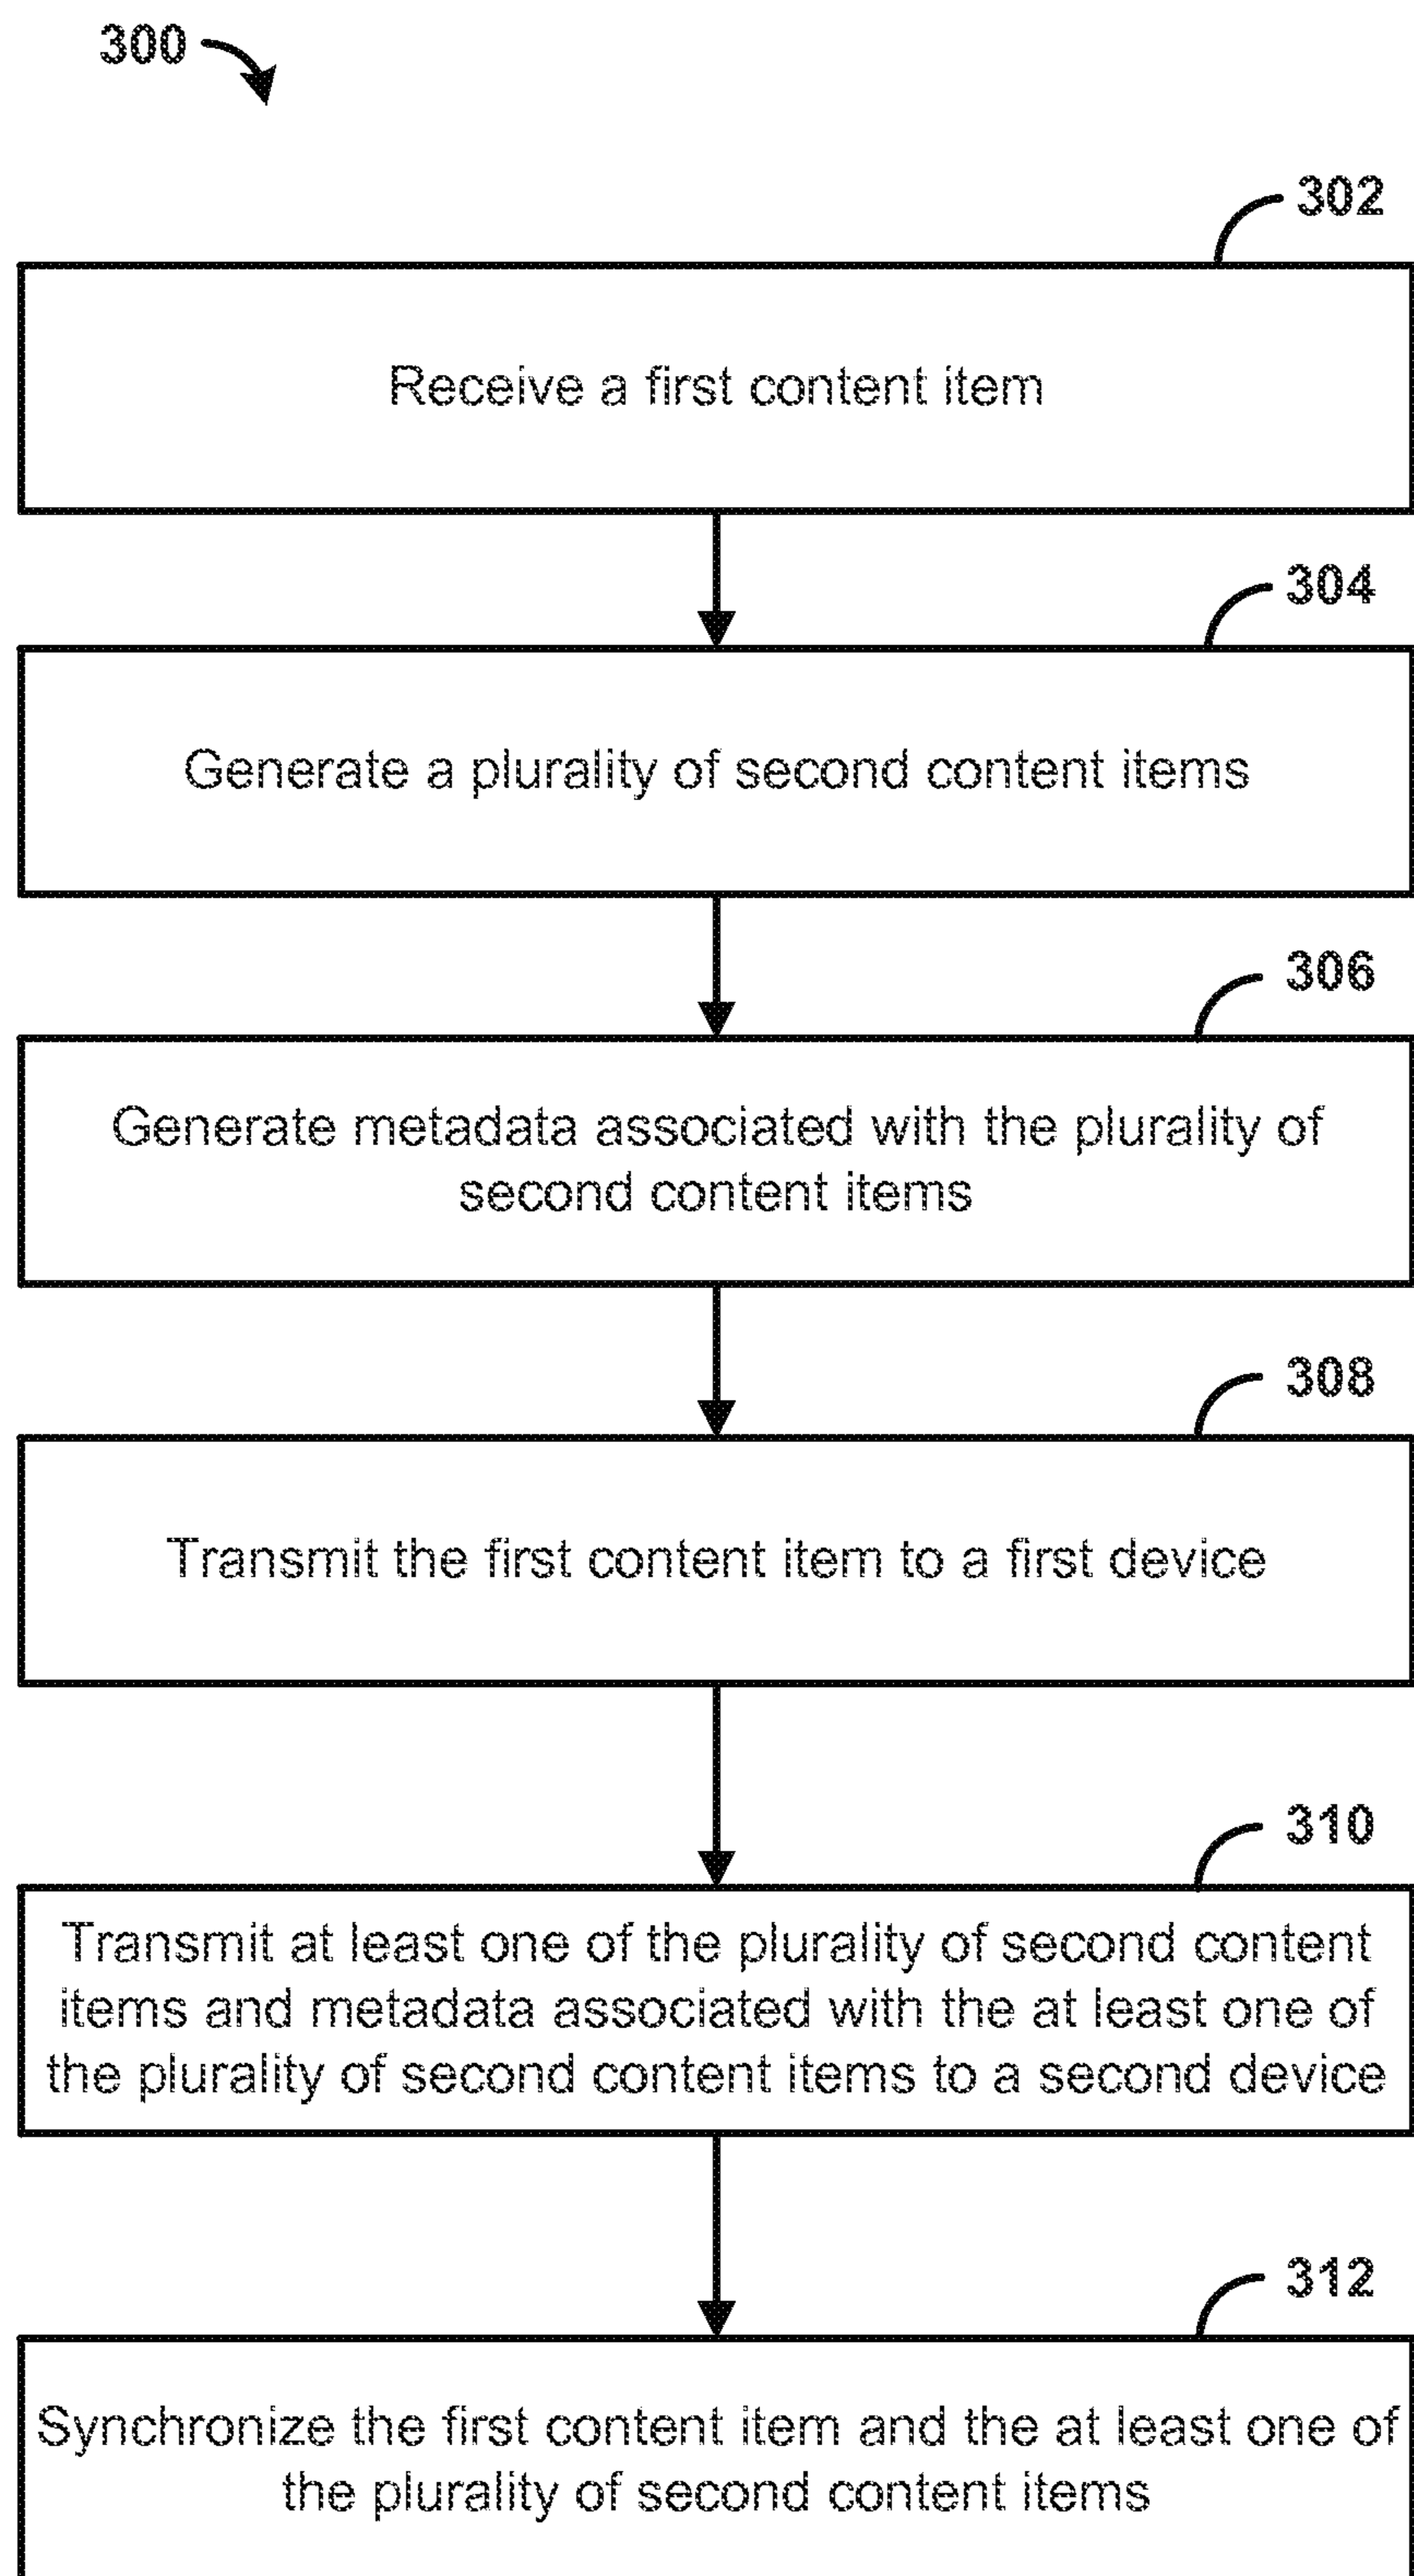 300
302
Receive a first content item
304
Generate a plurality of second content items
306
Generate metadata associated with the plurality of
second content items
308
Transmit the first content item to a first device
310
Transmit at least one of the plurality of second content
items and metadata associated with the at least one of
the plurality of second content items to a second device
312
Synchronize the first content item and the at least one of
the plurality of second content items